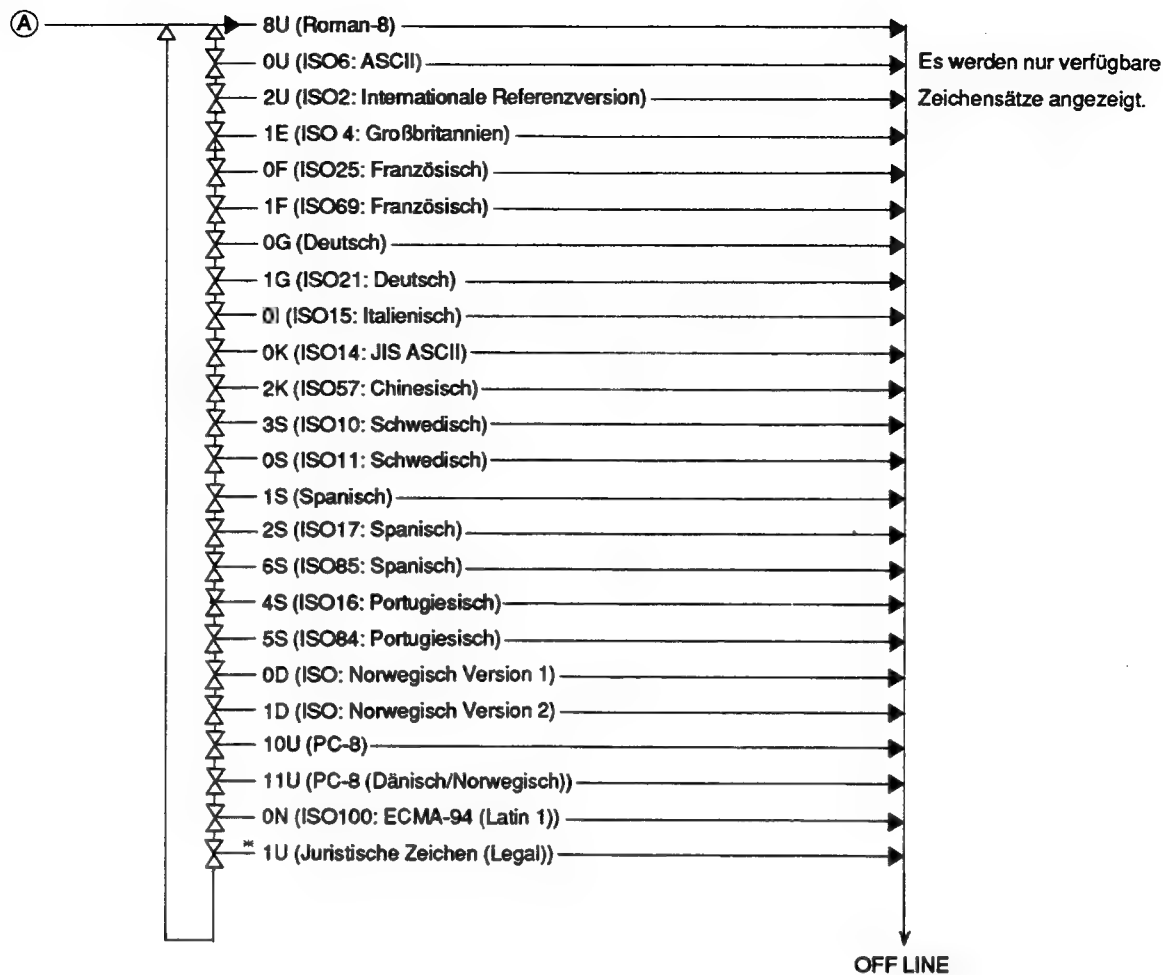 A
8U (Roman-8)
0U (ISO6: ASCII)
Es werden nur verfügbare
2U (ISO2: Internationale Referenzversion)
Zeichensätze angezeigt.
1E (ISO 4: Großbritannien)
0F (ISO25: Französisch)
1F (ISO69: Französisch)
0G (Deutsch)
1G (ISO21: Deutsch)
0I (ISO15: Italienisch)
0K (ISO14: JIS ASCII)
2K (ISO57: Chinesisch)
3S (ISO10: Schwedisch)
0S (ISO11: Schwedisch)
1S (Spanisch)
2S (ISO17: Spanisch)
6S (ISO85: Spanisch)
4S (ISO16: Portugiesisch)
5S (ISO84: Portugiesisch)
0D (ISO: Norwegisch Version 1)
1D (ISO: Norwegisch Version 2)
10U (PC-8)
11U (PC-8 (Dänisch/Norwegisch))
0N (ISO100: ECMA-94 (Latin 1))
* 1U (Juristische Zeichen (Legal))
OFF LINE